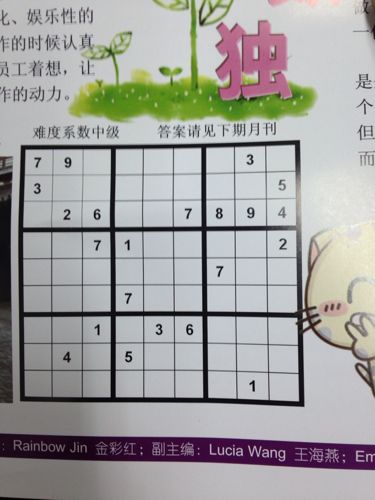 化、娱乐性的
作的时候认真
员工着想，让
作的动力。
独
一
是
个
但
而
难度系数中级 答案请见下期月刊
7 9 3
3 5
2 6 7 8 9 4
7 1 2
7
7
1 3 6
4 5
1
: Rainbow Jin 金彩红；副主编：Lucia Wang 王海燕；Em